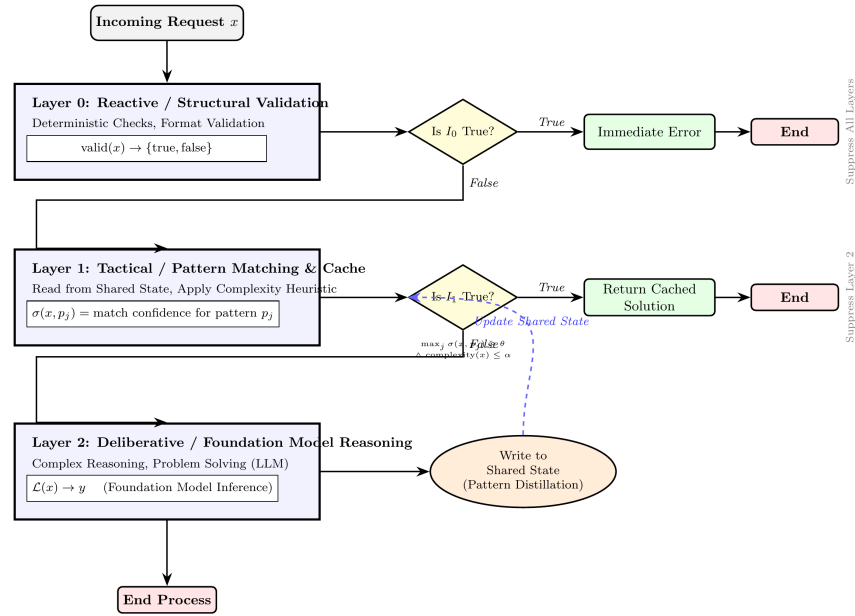 Incoming Request x
Layer 0: Reactive / Structural Validation
Deterministic Checks, Format Validation
valid(x) → {true, false}
Is I₀ True?
True
Immediate Error
End
Suppress All Layers
False
Layer 1: Tactical / Pattern Matching & Cache
Read from Shared State, Apply Complexity Heuristic
σ(x, pⱼ) = match confidence for pattern pⱼ
Is I₁ True?
True
Return Cached
Solution
End
Suppress Layer 2
Update Shared State
False
maxⱼ σ(x, θ
∧ complexity(x) ≤ α
Layer 2: Deliberative / Foundation Model Reasoning
Complex Reasoning, Problem Solving (LLM)
ℒ(x) → y (Foundation Model Inference)
Write to
Shared State
(Pattern Distillation)
End Process